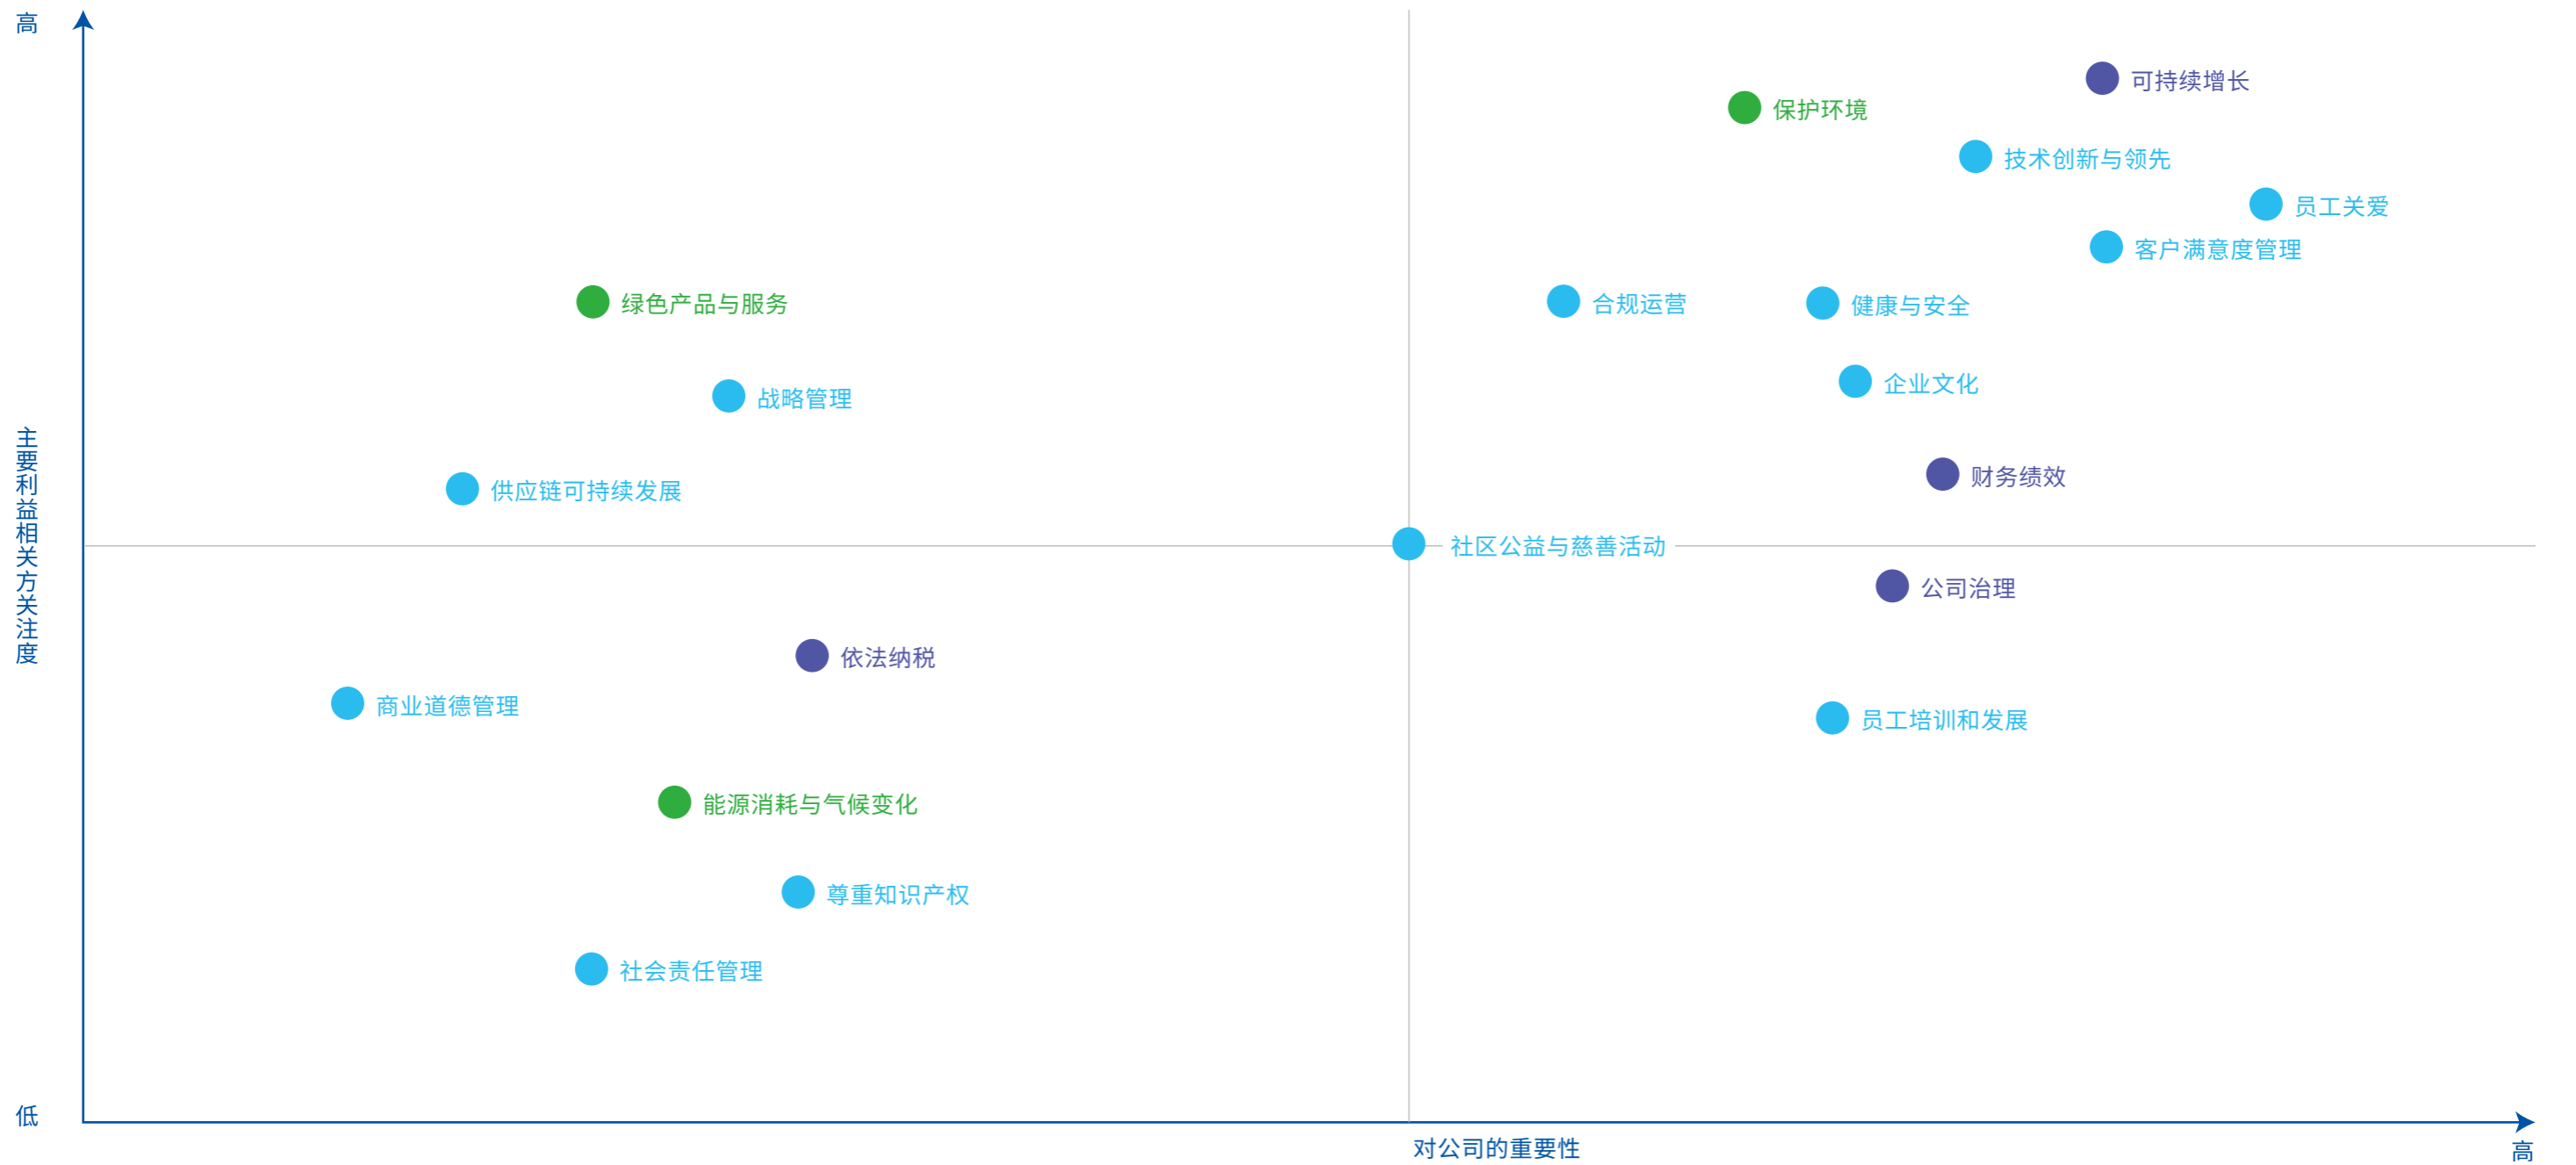 高
可持续增长
保护环境
技术创新与领先
员工关爱
客户满意度管理
绿色产品与服务
合规运营
健康与安全
企业文化
战略管理
财务绩效
供应链可持续发展
主要利益相关方关注度
社区公益与慈善活动
公司治理
依法纳税
商业道德管理
员工培训和发展
能源消耗与气候变化
尊重知识产权
社会责任管理
低
对公司的重要性
高